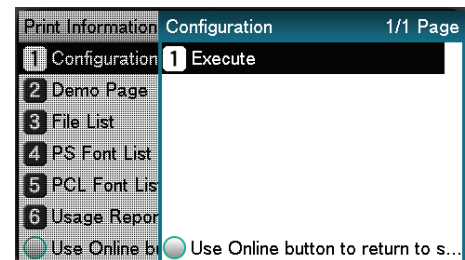 Print Information
1 Configuration
2 Demo Page
3 File List
4 PS Font List
5 PCL Font Lis
6 Usage Repor
Use Online b
Configuration 1/1 Page
1 Execute
Use Online button to return to s...